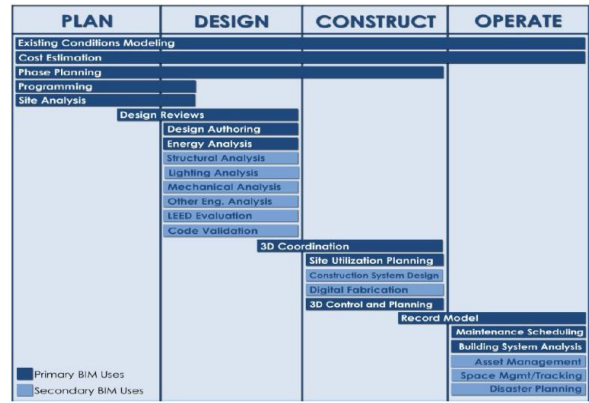 PLAN DESIGN CONSTRUCT OPERATE
Existing Conditions Modeling
Cost Estimation
Phase Planning
Programming
Site Analysis
Design Reviews
Design Authoring
Energy Analysis
Structural Analysis
Lighting Analysis
Mechanical Analysis
Other Eng. Analysis
LEED Evaluation
Code Validation
3D Coordination
Site Utilization Planning
Construction System Design
Digital Fabrication
3D Control and Planning
Record Model
Maintenance Scheduling
Building System Analysis
Asset Management
Space Mgmt/Tracking
Disaster Planning
Primary BIM Uses
Secondary BIM Uses